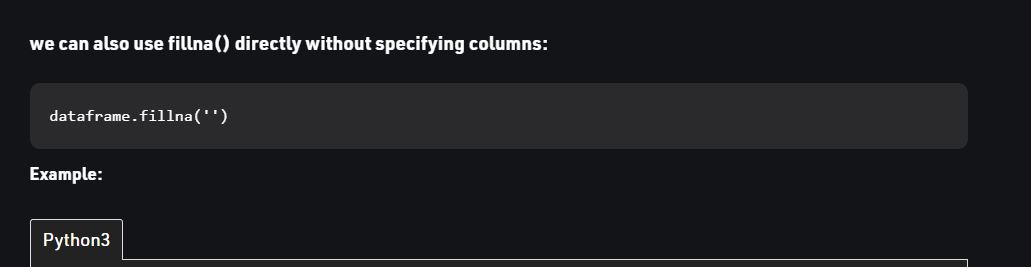 we can also use fillna() directly without specifying columns:
dataframe.fillna('')
Example:
Python3